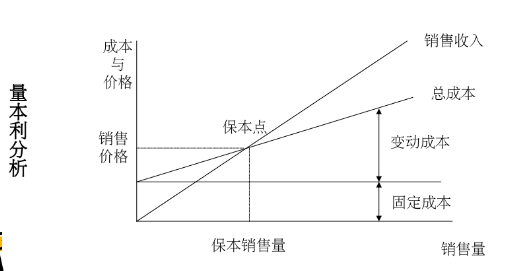 量本利分析
成本
与
价格
销售收入
总成本
保本点
销售
价格
变动成本
固定成本
保本销售量
销售量